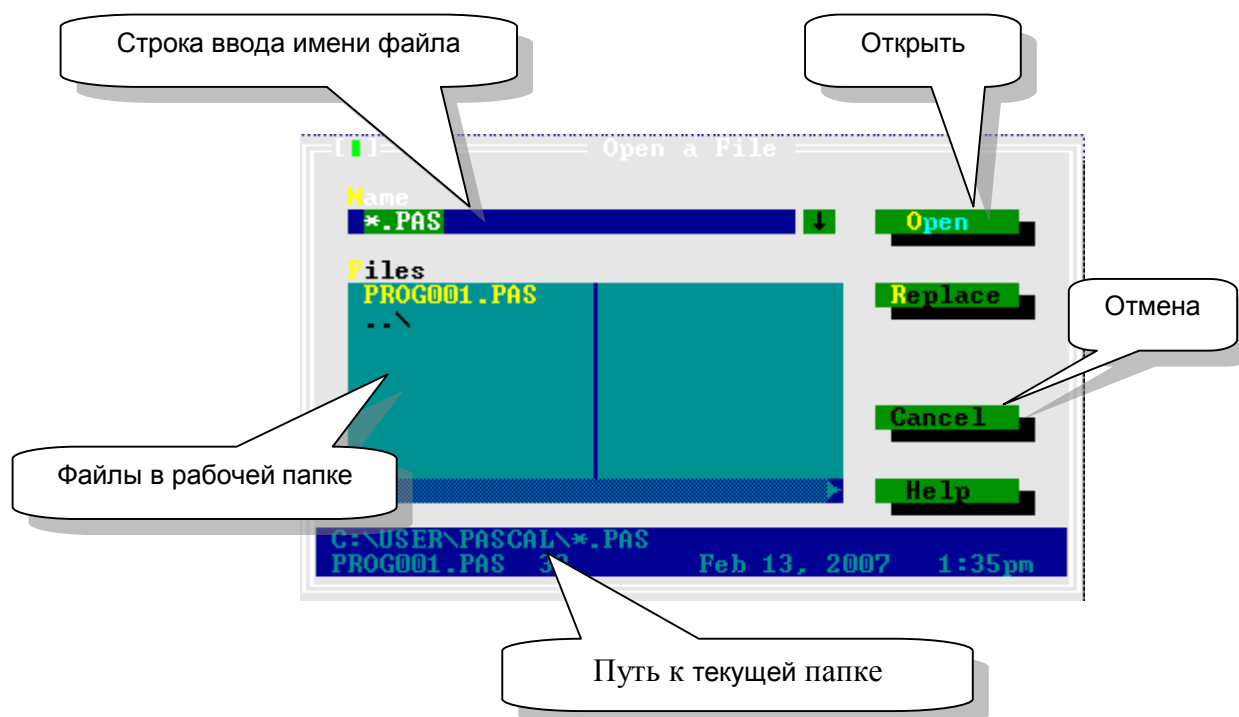 Строка ввода имени файла
Открыть
[ ] Open a File
Name
*.PAS
Open
Files
PROG001.PAS
..\
Replace
Отмена
Cancel
Файлы в рабочей папке
Help
C:\USER\PASCAL\*.PAS
PROG001.PAS Feb 13, 2007 1:35pm
Путь к текущей папке